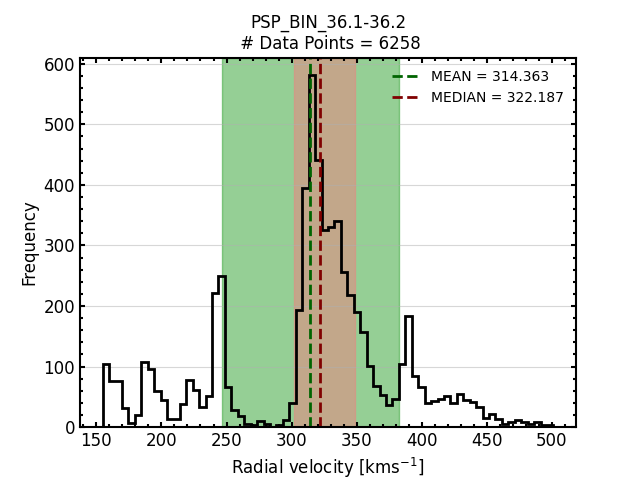 PSP_BIN_36.1-36.2
# Data Points = 6258
MEAN = 314.363
MEDIAN = 322.187
Frequency
600
500
400
300
200
100
0
150 200 250 300 350 400 450 500
Radial velocity [kms⁻¹]